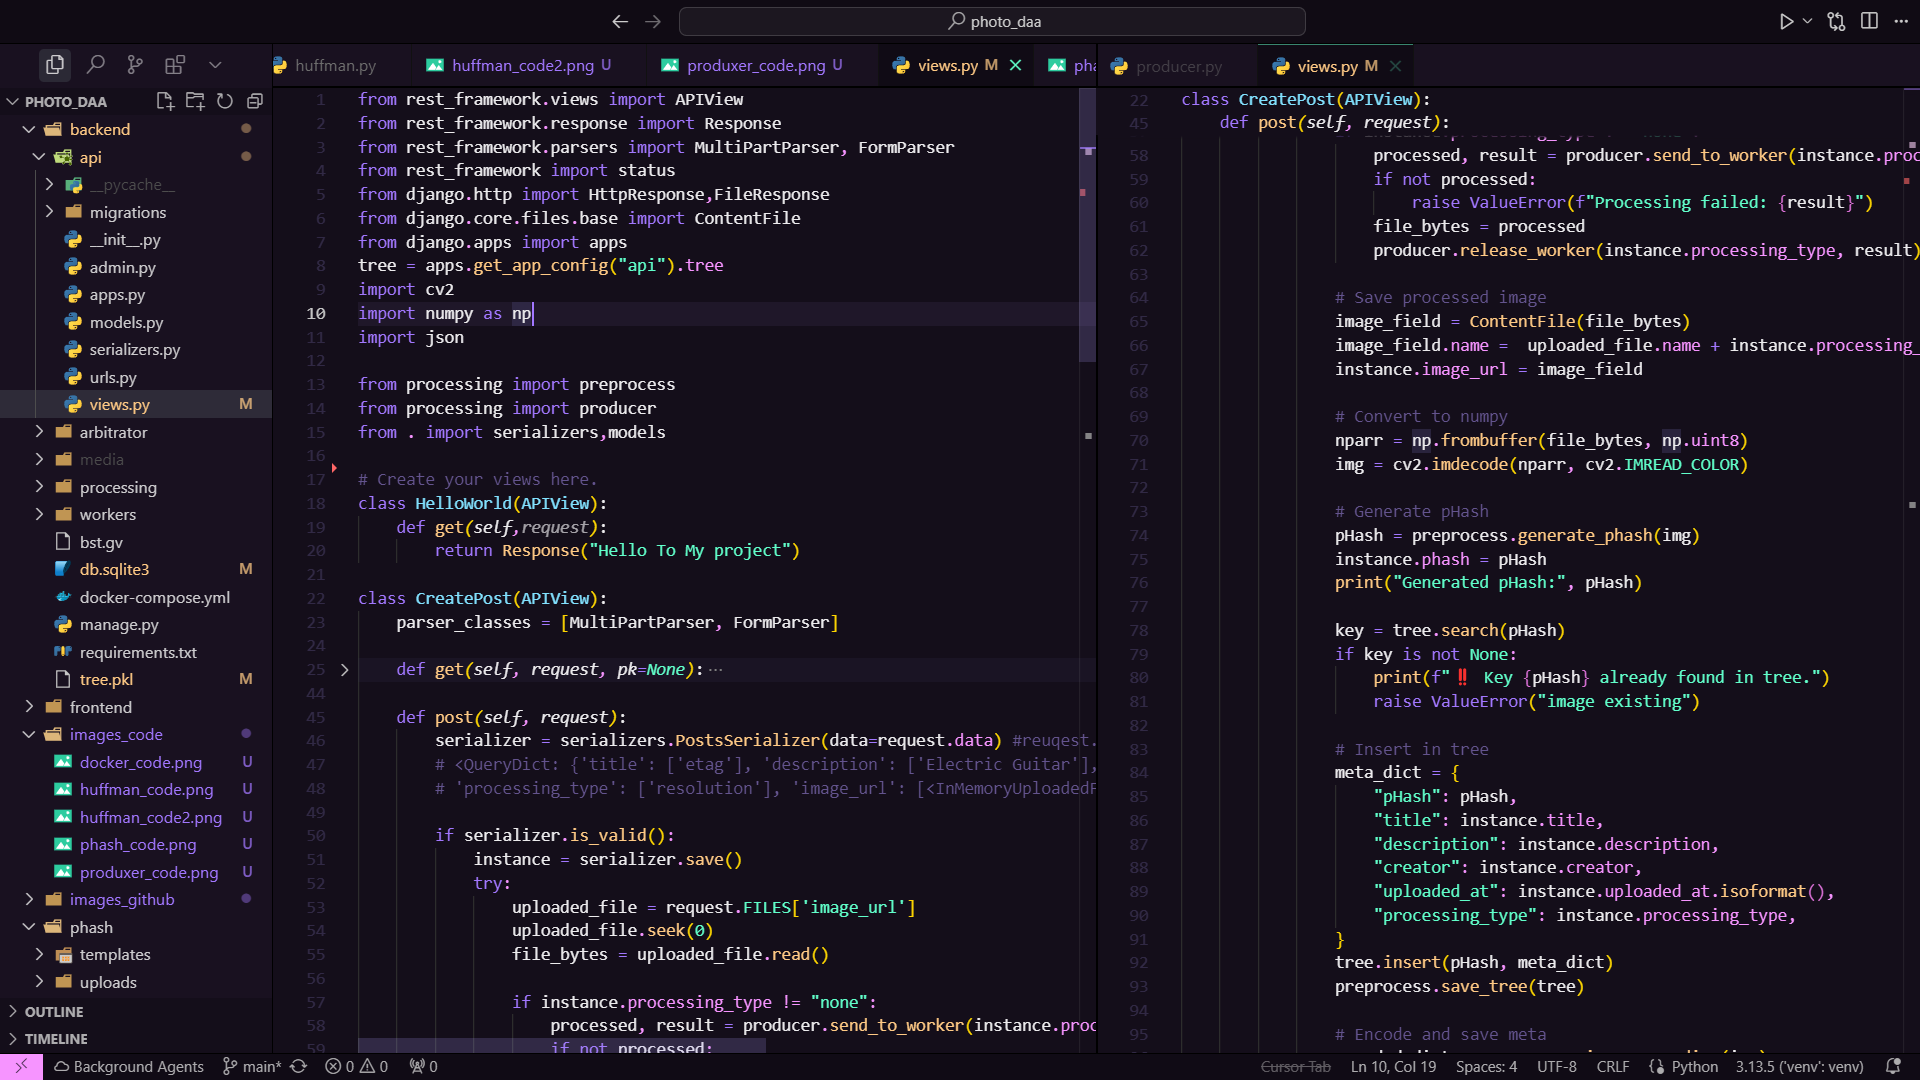 photo_daa
huffman.py
huffman_code2.png U
produxer_code.png U
views.py M
pha
producer.py
views.py M
PHOTO_DAA
backend
api
__pycache__
migrations
__init__.py
admin.py
apps.py
models.py
serializers.py
urls.py
views.py M
arbitrator
media
processing
workers
bst.gv
db.sqlite3 M
docker-compose.yml
manage.py
requirements.txt
tree.pkl M
frontend
images_code
docker_code.png U
huffman_code.png U
huffman_code2.png U
phash_code.png U
produxer_code.png U
images_github
phash
templates
uploads
OUTLINE
TIMELINE
1 from rest_framework.views import APIView
2 from rest_framework.response import Response
3 from rest_framework.parsers import MultiPartParser, FormParser
4 from rest_framework import status
5 from django.http import HttpResponse,FileResponse
6 from django.core.files.base import ContentFile
7 from django.apps import apps
8 tree = apps.get_app_config("api").tree
9 import cv2
10 import numpy as np
11 import json
12
13 from processing import preprocess
14 from processing import producer
15 from . import serializers,models
16
17 # Create your views here.
18 class HelloWorld(APIView):
19 def get(self,request):
20 return Response("Hello To My project")
21
22 class CreatePost(APIView):
23 parser_classes = [MultiPartParser, FormParser]
24
25 def get(self, request, pk=None):···
44
45 def post(self, request):
46 serializer = serializers.PostsSerializer(data=request.data) #reuqest.
47 # <QueryDict: {'title': ['etag'], 'description': ['Electric Guitar'],
48 # 'processing_type': ['resolution'], 'image_url': [<InMemoryUploadedF
49
50 if serializer.is_valid():
51 instance = serializer.save()
52 try:
53 uploaded_file = request.FILES['image_url']
54 uploaded_file.seek(0)
55 file_bytes = uploaded_file.read()
56
57 if instance.processing_type != "none":
58 processed, result = producer.send_to_worker(instance.proc
59 if not processed:
22 class CreatePost(APIView):
45 def post(self, request):
58 processed, result = producer.send_to_worker(instance.proc
59 if not processed:
60 raise ValueError(f"Processing failed: {result}")
61 file_bytes = processed
62 producer.release_worker(instance.processing_type, result)
63
64 # Save processed image
65 image_field = ContentFile(file_bytes)
66 image_field.name = uploaded_file.name + instance.processing_
67 instance.image_url = image_field
68
69 # Convert to numpy
70 nparr = np.frombuffer(file_bytes, np.uint8)
71 img = cv2.imdecode(nparr, cv2.IMREAD_COLOR)
72
73 # Generate pHash
74 pHash = preprocess.generate_phash(img)
75 instance.phash = pHash
76 print("Generated pHash:", pHash)
77
78 key = tree.search(pHash)
79 if key is not None:
80 print(f"‼️ Key {pHash} already found in tree.")
81 raise ValueError("image existing")
82
83 # Insert in tree
84 meta_dict = {
85 "pHash": pHash,
86 "title": instance.title,
87 "description": instance.description,
88 "creator": instance.creator,
89 "uploaded_at": instance.uploaded_at.isoformat(),
90 "processing_type": instance.processing_type,
91 }
92 tree.insert(pHash, meta_dict)
93 preprocess.save_tree(tree)
94
95 # Encode and save meta
Background Agents main* 0 0 0 Cursor Tab Ln 10, Col 19 Spaces: 4 UTF-8 CRLF Python 3.13.5 ('venv': venv)